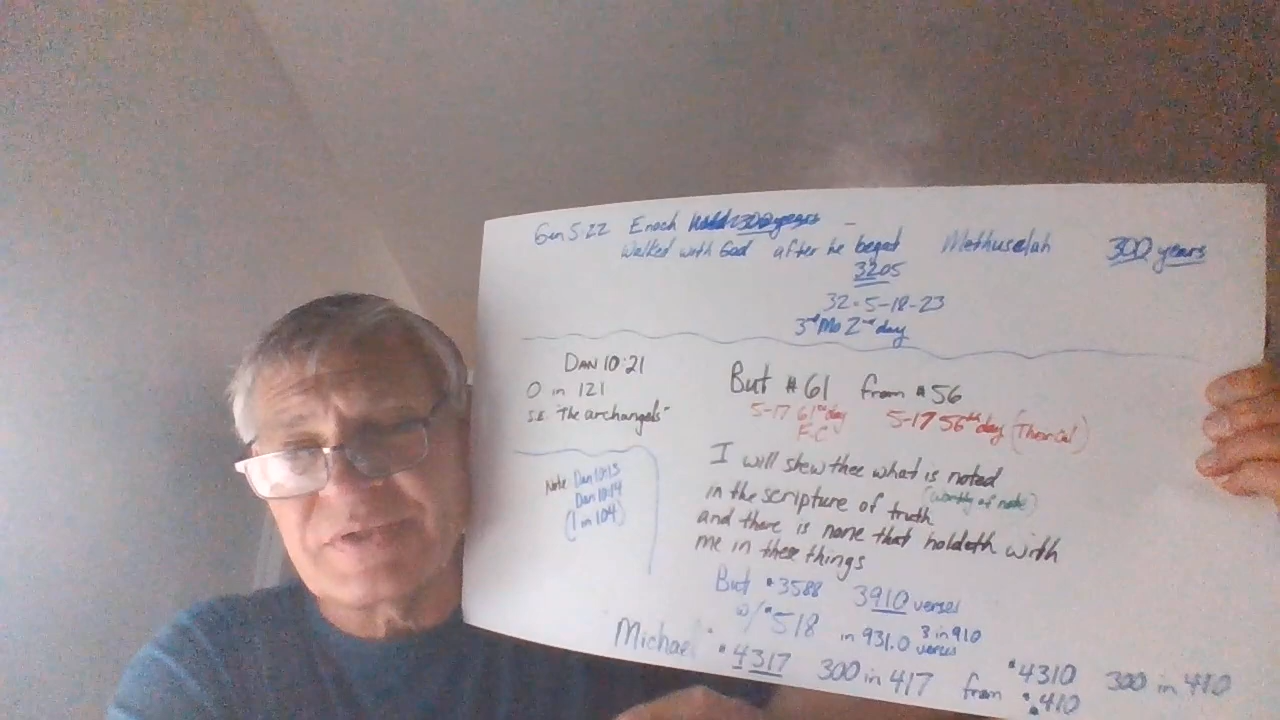 Gen 5:22 Enoch -
Walked with God after he begat Methuselah 300 years
3205
32-5-18-23
3rd Mo 2nd day
DAN 10:21
0 in 121
s.e. "The archangels"
But #61 from #56
5-17 61st day 5-17 56th day
F.C.
I will shew thee what is noted
in the scripture of truth (worthy of note)
and there is none that holdeth with
me in these things
Note Dan 10:13
Dan 10:14
(1 in 104)
But #3588 3910 verses
w/ #518 in 931.0 3 in 910
verses
Michael #4317 300 in 417 from #4310 300 in 410
#410